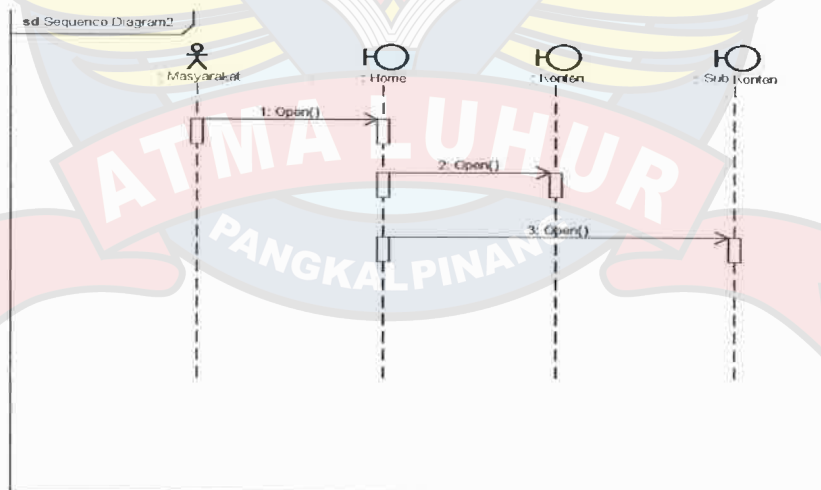 sd Sequence Diagram2
Masyarakat
: Home
: Konten
: Sub Konten
1: Open()
2: Open()
3: Open()
ATMA LUHUR
PANGKALPINANG